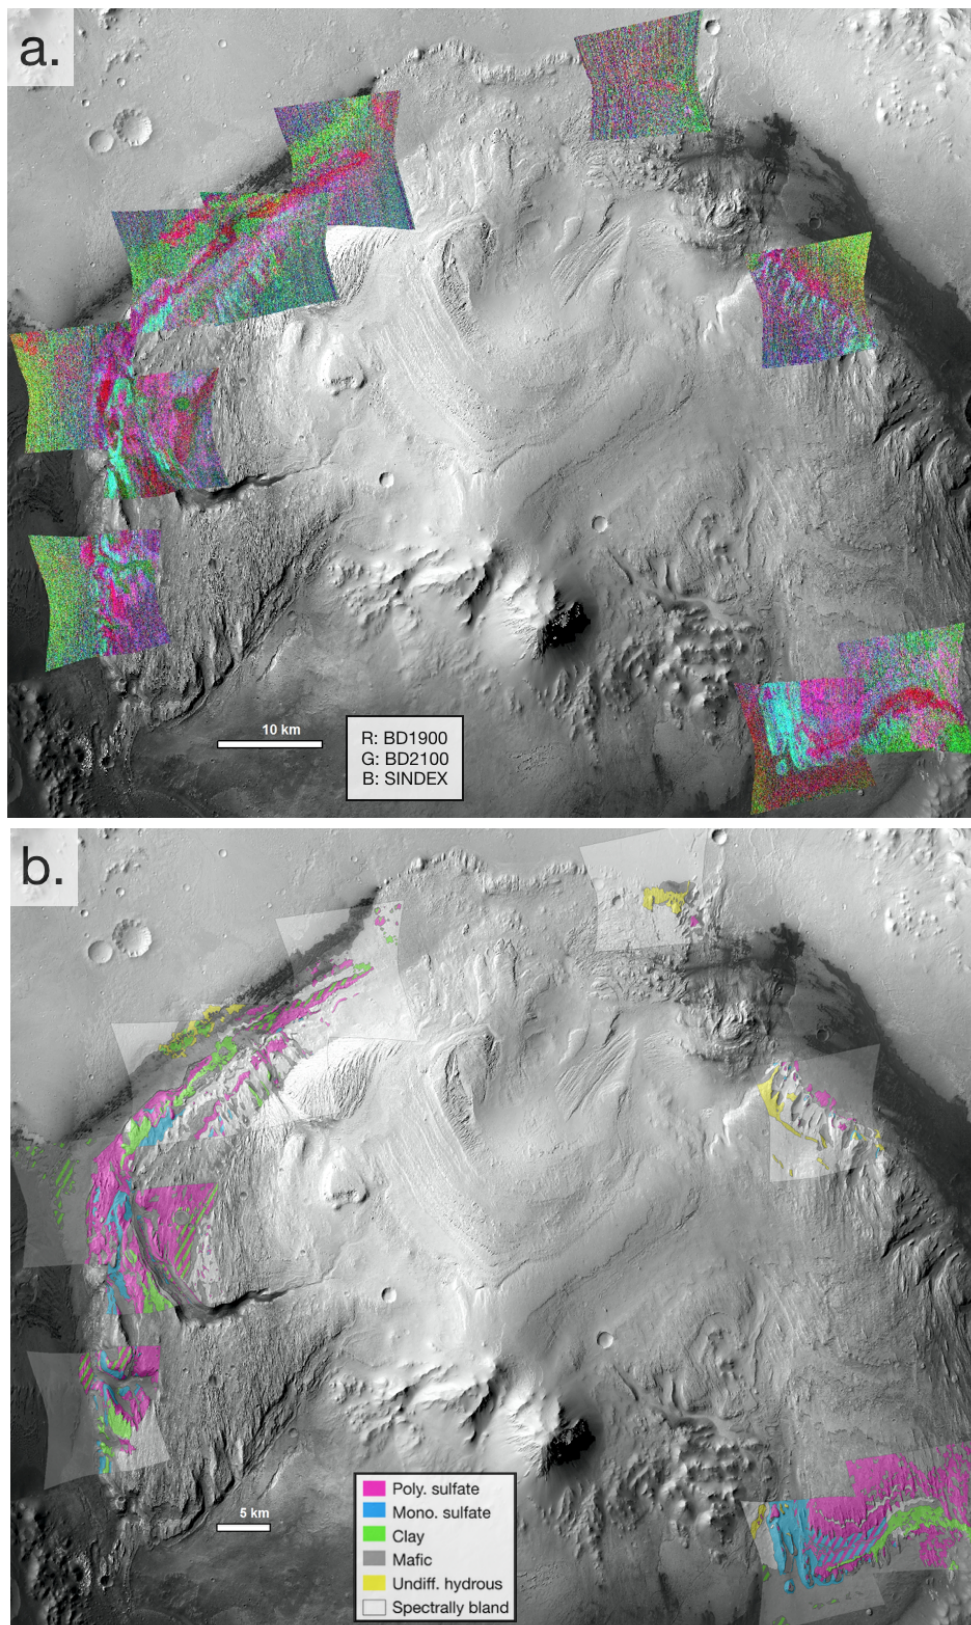 a.
10 km
R: BD1900
G: BD2100
B: SINDEX
b.
5 km
Poly. sulfate
Mono. sulfate
Clay
Mafic
Undiff. hydrous
Spectrally bland